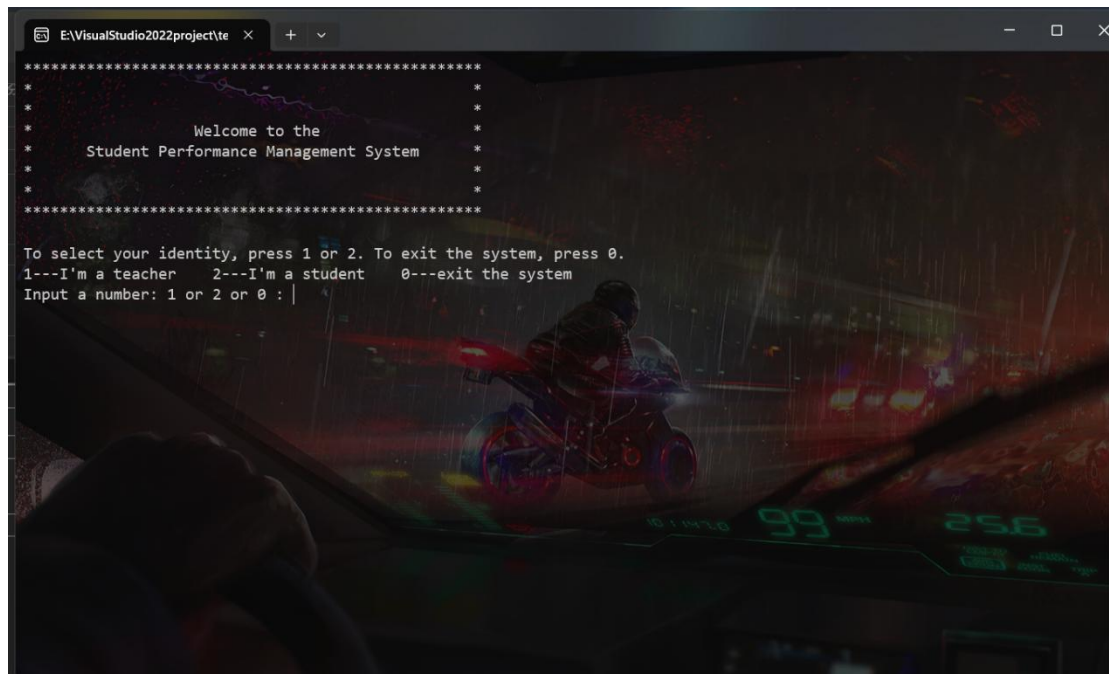 E:\VisualStudio2022project\te
***************************************************
* *
* *
* Welcome to the *
* Student Performance Management System *
* *
* *
***************************************************
To select your identity, press 1 or 2. To exit the system, press 0.
1---I'm a teacher    2---I'm a student    0---exit the system
Input a number: 1 or 2 or 0 :
99 MPH